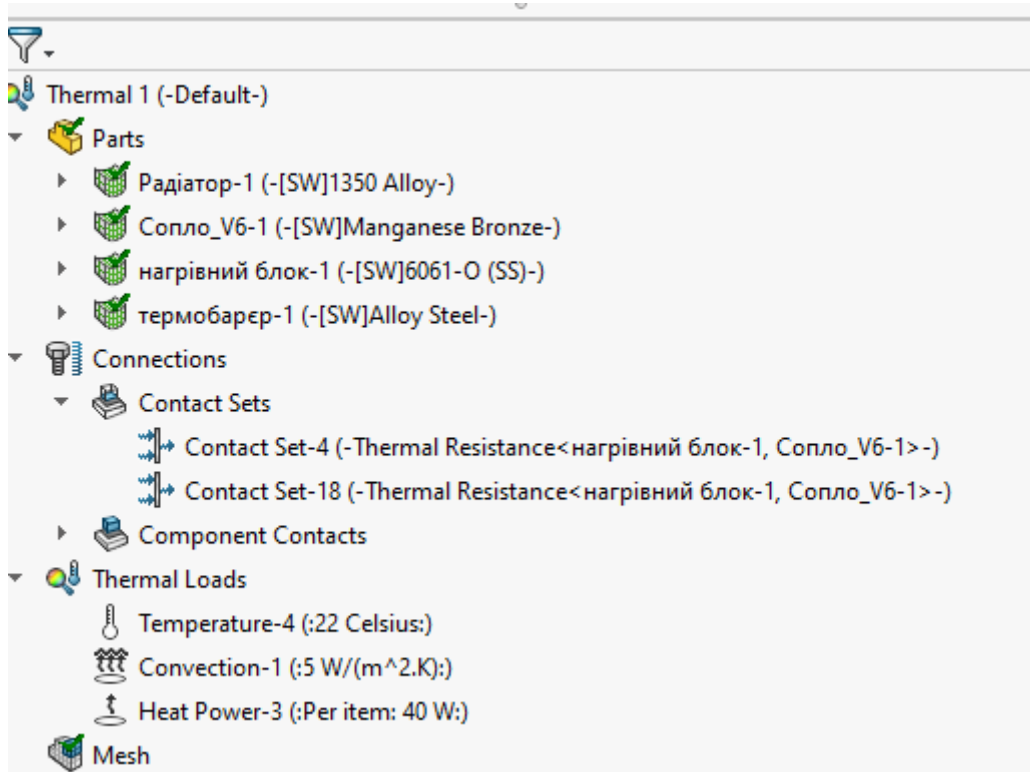 Thermal 1 (-Default-)
Parts
Радіатор-1 (-[SW]1350 Alloy-)
Сопло_V6-1 (-[SW]Manganese Bronze-)
нагрівний блок-1 (-[SW]6061-O (SS)-)
термобарєр-1 (-[SW]Alloy Steel-)
Connections
Contact Sets
Contact Set-4 (-Thermal Resistance<нагрівний блок-1, Сопло_V6-1>-)
Contact Set-18 (-Thermal Resistance<нагрівний блок-1, Сопло_V6-1>-)
Component Contacts
Thermal Loads
Temperature-4 (:22 Celsius:)
Convection-1 (:5 W/(m^2.K):)
Heat Power-3 (:Per item: 40 W:)
Mesh